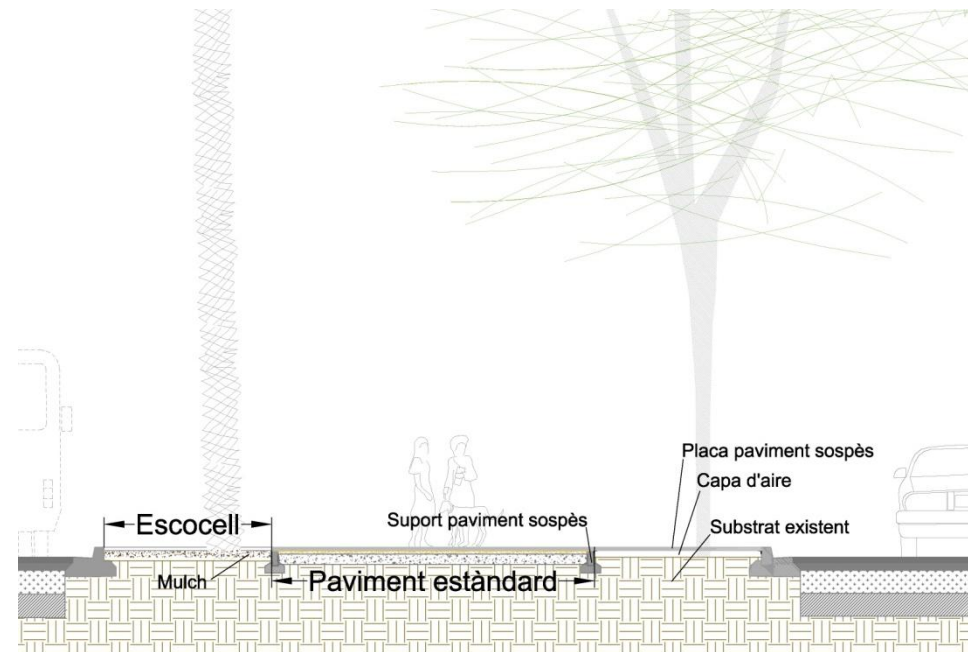 Placa paviment sospès
Capa d'aire
Escocell
Suport paviment sospès
Substrat existent
Mulch
Paviment estàndard